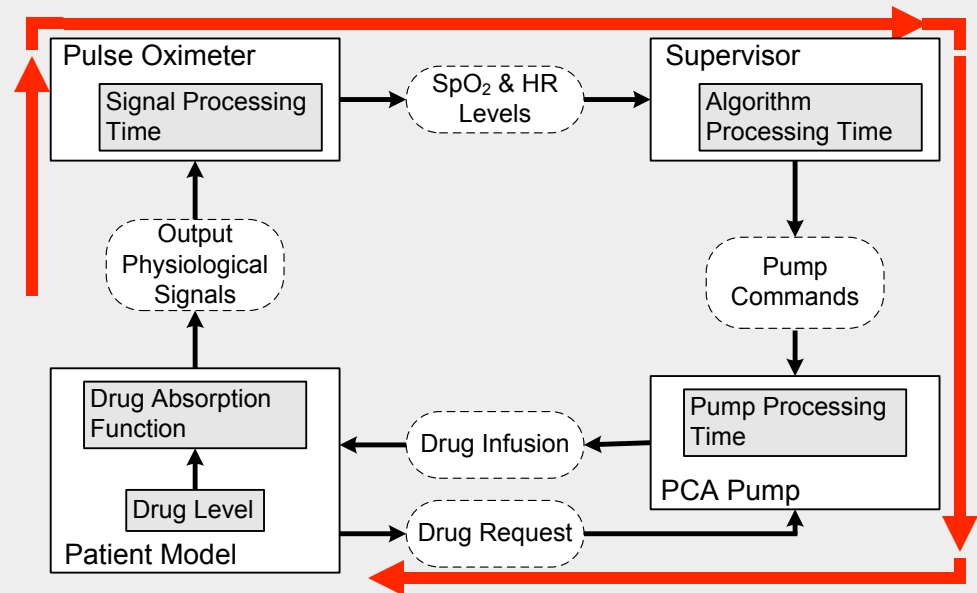 Pulse Oximeter
Signal Processing
Time
SpO₂ & HR
Levels
Supervisor
Algorithm
Processing Time
Output
Physiological
Signals
Pump
Commands
Drug Absorption
Function
Drug Level
Patient Model
Drug Infusion
Drug Request
Pump Processing
Time
PCA Pump